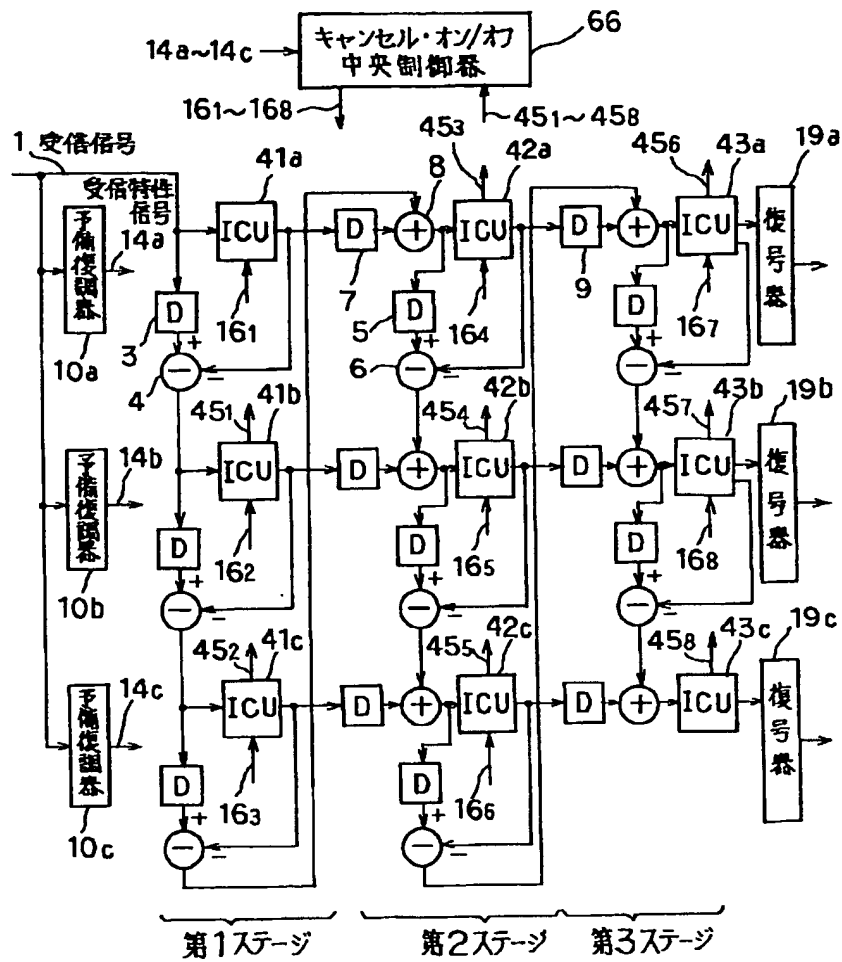 キャンセル・オン/オフ
中央制御器
66
14a～14c
161～168
451～458
1 受信信号
受信特性
信号
41a
453
42a
456
43a
19a
8
ICU
D
+
ICU
D
+
ICU
復号器
予備復調器
14a
7
9
161
164
167
3
D
5
D
D
10a
4
−
+
−
6
−
+
−
−
+
−
451
41b
454
42b
457
43b
19b
予備復調器
14b
ICU
D
+
ICU
D
+
ICU
復号器
162
165
168
10b
D
D
D
−
+
−
−
+
−
−
+
−
452
41c
455
42c
458
43c
19c
予備復調器
14c
ICU
D
+
ICU
D
+
ICU
復号器
163
166
10c
D
D
−
+
−
−
+
−
第1ステージ
第2ステージ
第3ステージ